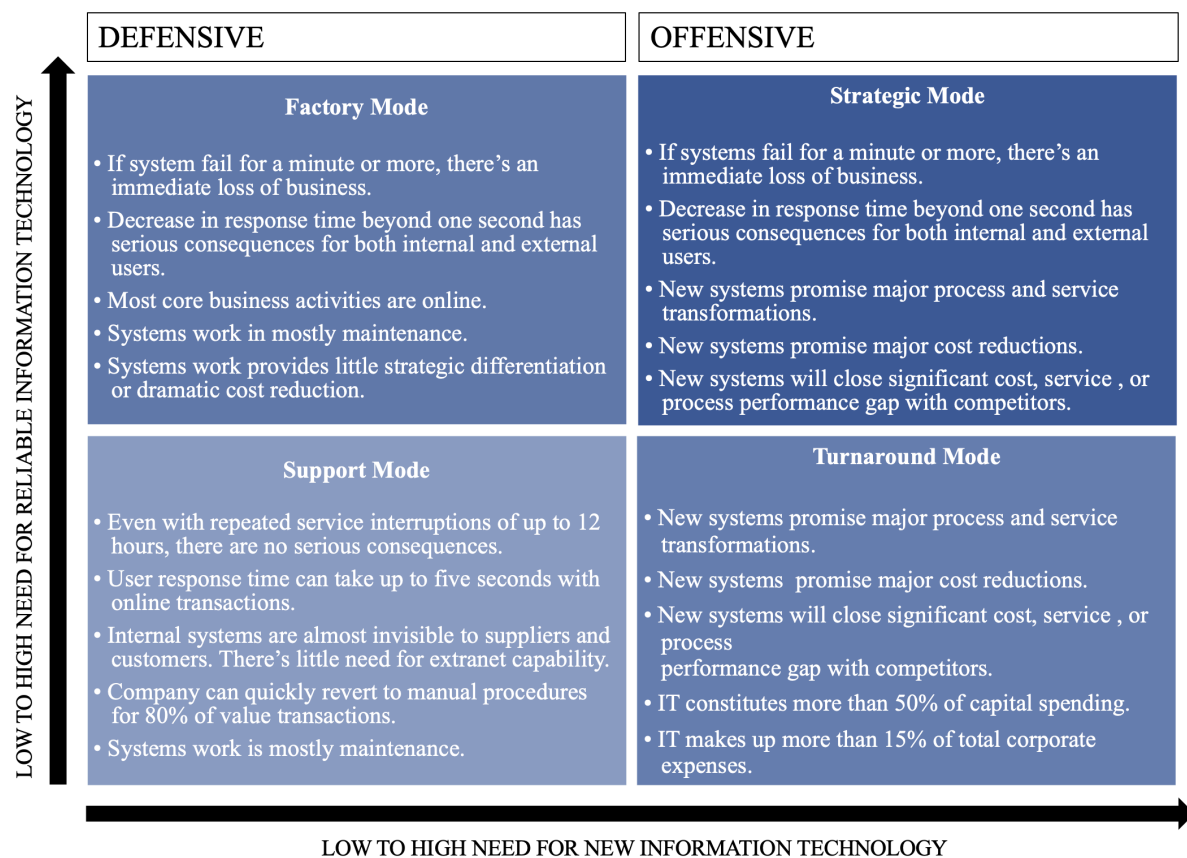 DEFENSIVE
OFFENSIVE
LOW TO HIGH NEED FOR RELIABLE INFORMATION TECHNOLOGY
Factory Mode
• If system fail for a minute or more, there’s an
immediate loss of business.
• Decrease in response time beyond one second has
serious consequences for both internal and external
users.
• Most core business activities are online.
• Systems work in mostly maintenance.
• Systems work provides little strategic differentiation
or dramatic cost reduction.
Strategic Mode
• If systems fail for a minute or more, there’s an
immediate loss of business.
• Decrease in response time beyond one second has
serious consequences for both internal and external
users.
• New systems promise major process and service
transformations.
• New systems promise major cost reductions.
• New systems will close significant cost, service , or
process performance gap with competitors.
Support Mode
• Even with repeated service interruptions of up to 12
hours, there are no serious consequences.
• User response time can take up to five seconds with
online transactions.
• Internal systems are almost invisible to suppliers and
customers. There’s little need for extranet capability.
• Company can quickly revert to manual procedures
for 80% of value transactions.
• Systems work is mostly maintenance.
Turnaround Mode
• New systems promise major process and service
transformations.
• New systems  promise major cost reductions.
• New systems will close significant cost, service , or
process
performance gap with competitors.
• IT constitutes more than 50% of capital spending.
• IT makes up more than 15% of total corporate
expenses.
LOW TO HIGH NEED FOR NEW INFORMATION TECHNOLOGY